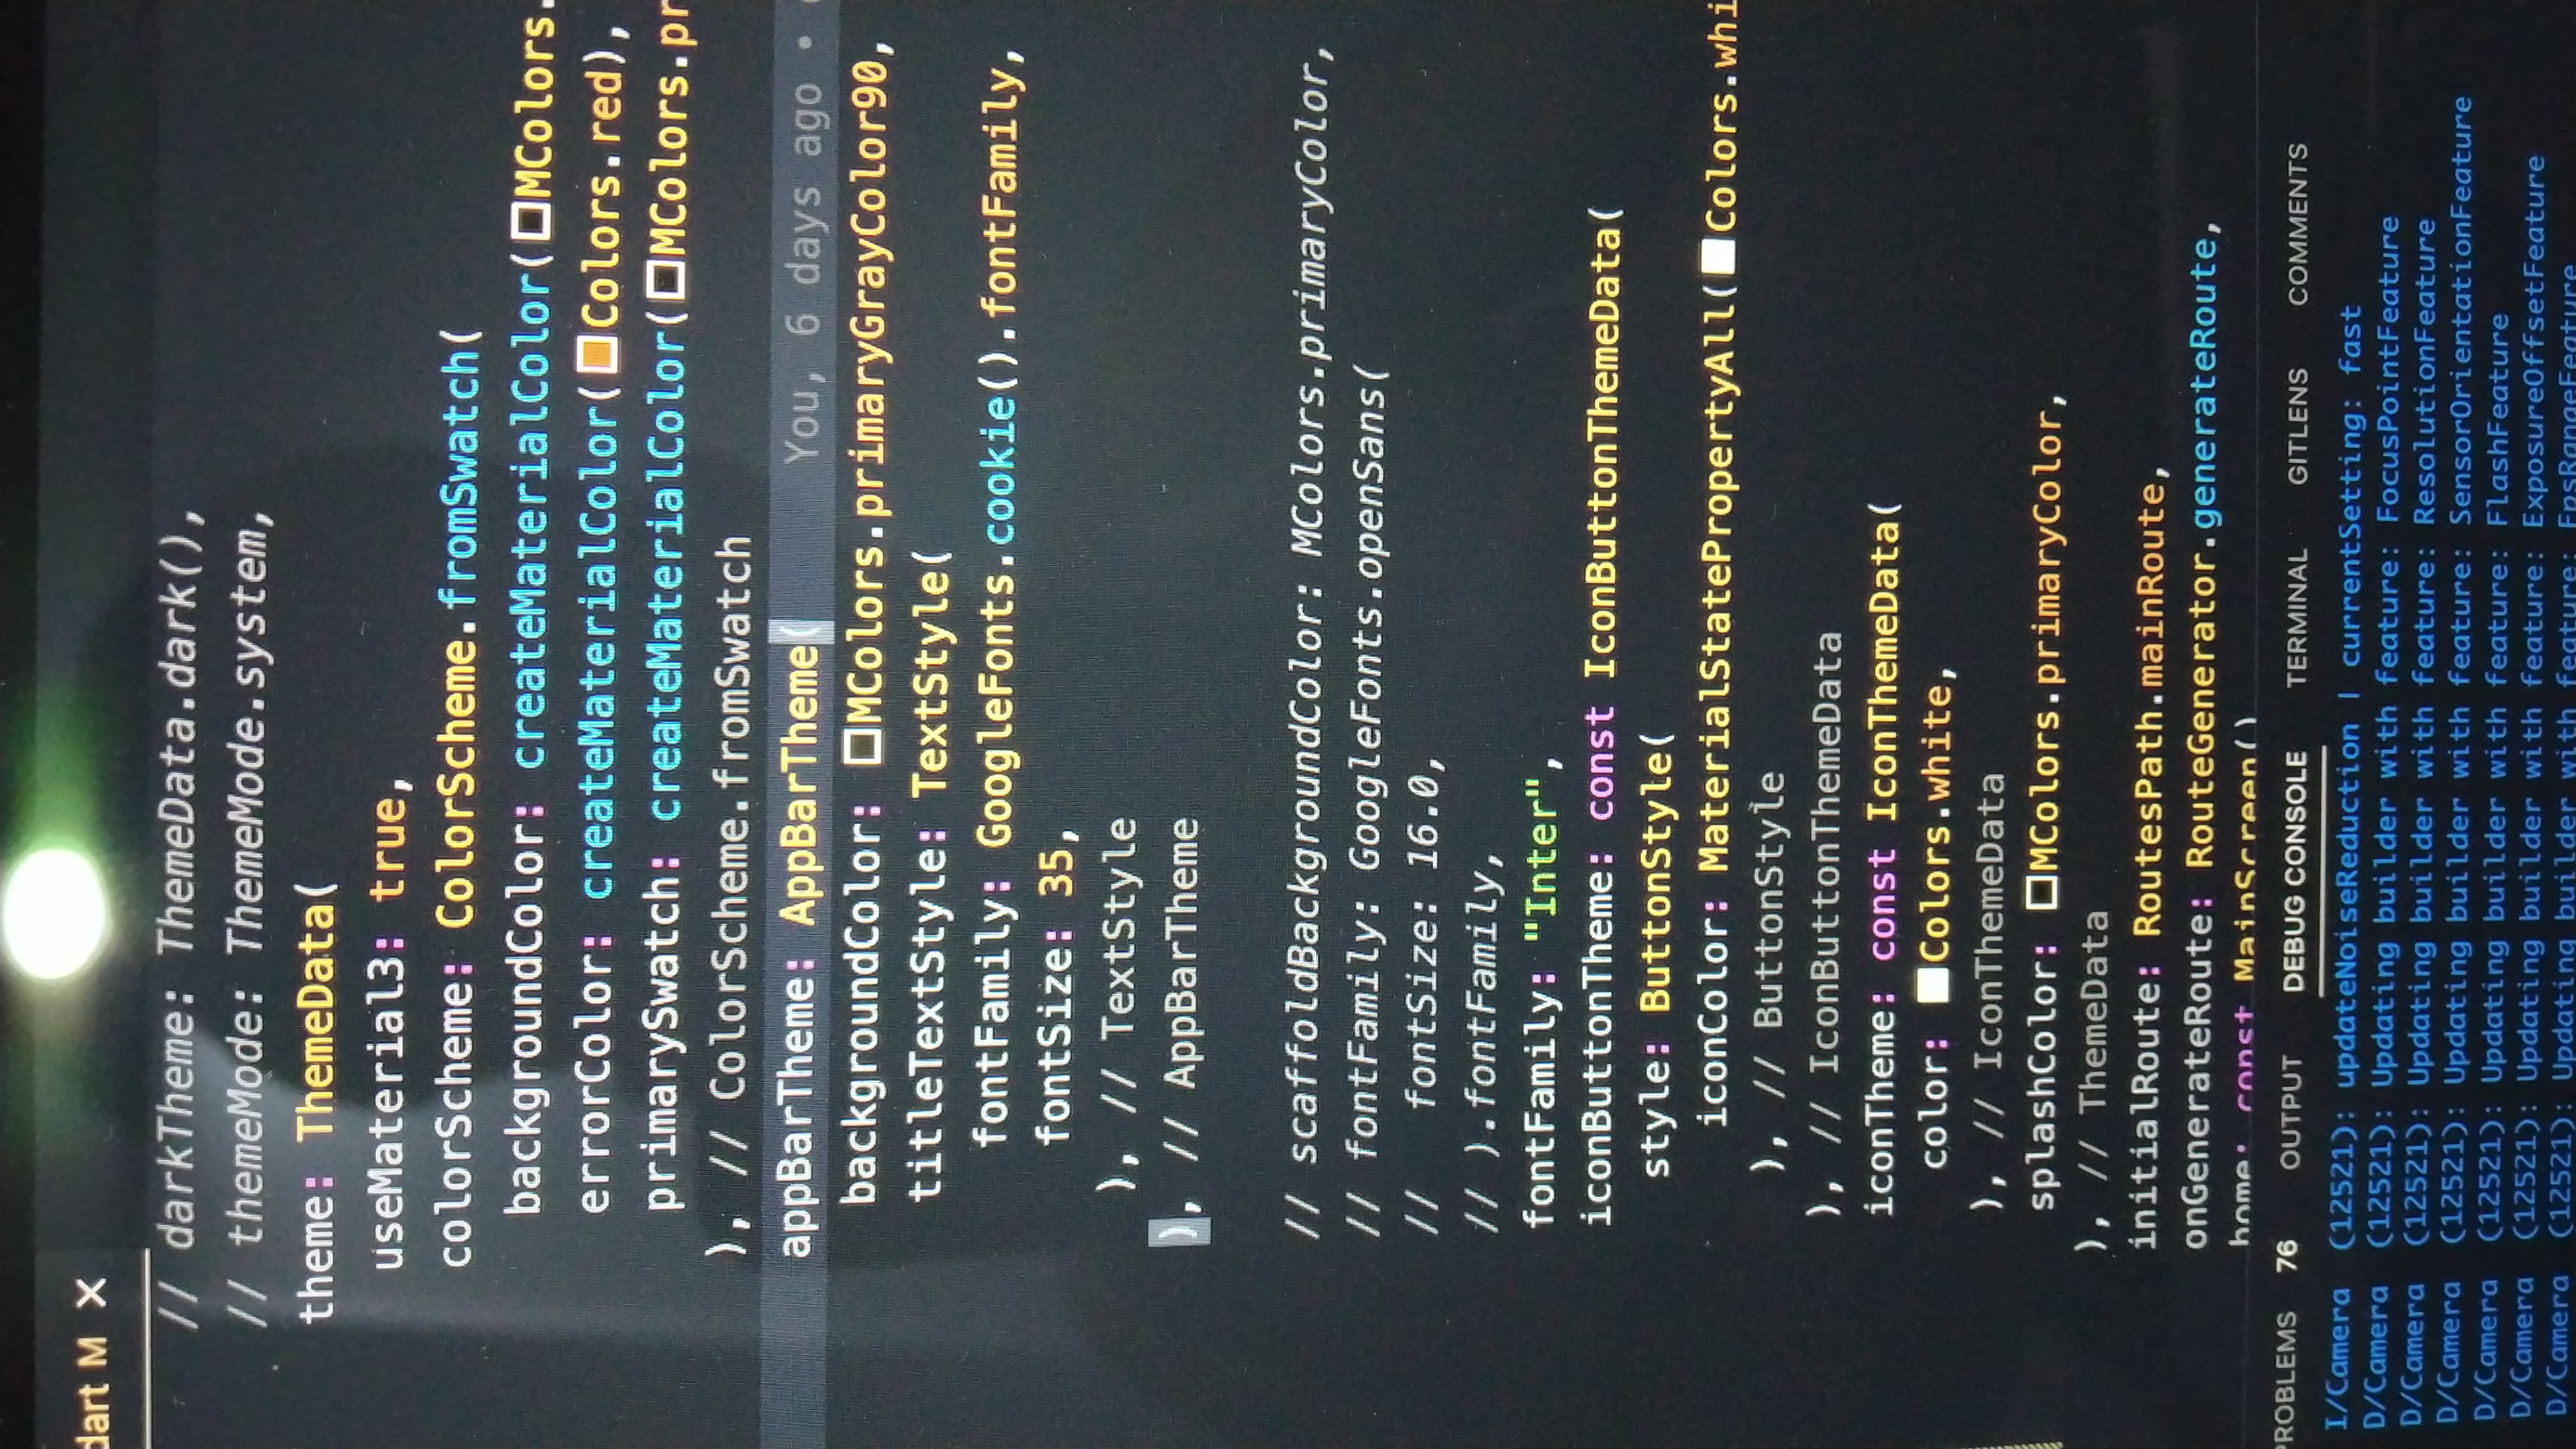 dart M ✕
// darkTheme: ThemeData.dark(),
// themeMode: ThemeMode.system,
theme: ThemeData(
useMaterial3: true,
colorScheme: ColorScheme.fromSwatch(
backgroundColor: createMaterialColor(MColors.
errorColor: createMaterialColor(Colors.red),
primarySwatch: createMaterialColor(MColors.pr
), // ColorScheme.fromSwatch
appBarTheme: AppBarTheme( You, 6 days ago •
backgroundColor: MColors.primaryGrayColor90,
titleTextStyle: TextStyle(
fontFamily: GoogleFonts.cookie().fontFamily,
fontSize: 35,
), // TextStyle
), // AppBarTheme
// scaffoldBackgroundColor: MColors.primaryColor,
// fontFamily: GoogleFonts.openSans(
// fontSize: 16.0,
// ).fontFamily,
fontFamily: "Inter",
iconButtonTheme: const IconButtonThemeData(
style: ButtonStyle(
iconColor: MaterialStatePropertyAll(Colors.whi
), // ButtonStyle
), // IconButtonThemeData
iconTheme: const IconThemeData(
color: Colors.white,
), // IconThemeData
splashColor: MColors.primaryColor,
), // ThemeData
initialRoute: RoutesPath.mainRoute,
onGenerateRoute: RouteGenerator.generateRoute,
home: const MainScreen()
PROBLEMS 76 OUTPUT DEBUG CONSOLE TERMINAL GITLENS COMMENTS
I/Camera (12521): updateNoiseReduction | currentSetting: fast
D/Camera (12521): Updating builder with feature: FocusPointFeature
D/Camera (12521): Updating builder with feature: ResolutionFeature
D/Camera (12521): Updating builder with feature: SensorOrientationFeature
D/Camera (12521): Updating builder with feature: FlashFeature
D/Camera (12521): Updating builder with feature: ExposureOffsetFeature
D/Camera (12521): Updating builder with feature: FpsRangeFeature